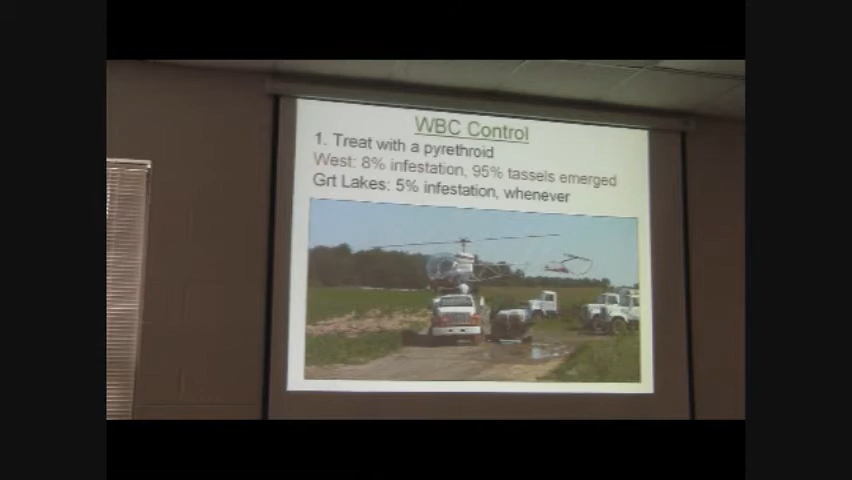 WBC Control
1. Treat with a pyrethroid
West: 8% infestation, 95% tassels emerged
Grt Lakes: 5% infestation, whenever